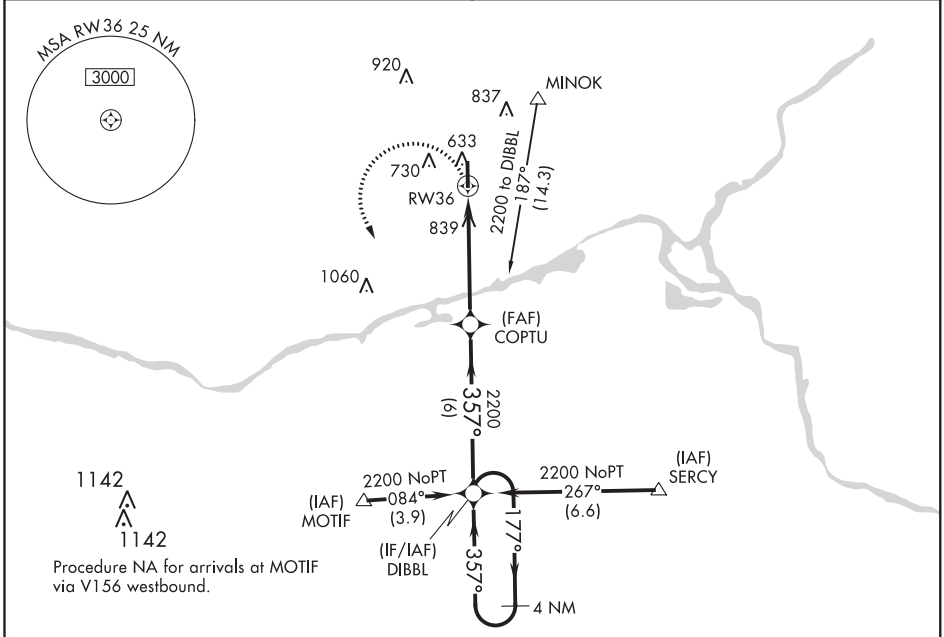 MSA RW36 25 NM
3000
920
837
MINOK
633
730
RW36
2200 to DIBBL
187°
(14.3)
839
1060
(FAF)
COPTU
2200
357°
(6)
1142
1142
(IAF)
MOTIF
2200 NoPT
084°
(3.9)
2200 NoPT
267°
(6.6)
(IAF)
SERCY
(IF/IAF)
DIBBL
357°
177°
4 NM
Procedure NA for arrivals at MOTIF
via V156 westbound.